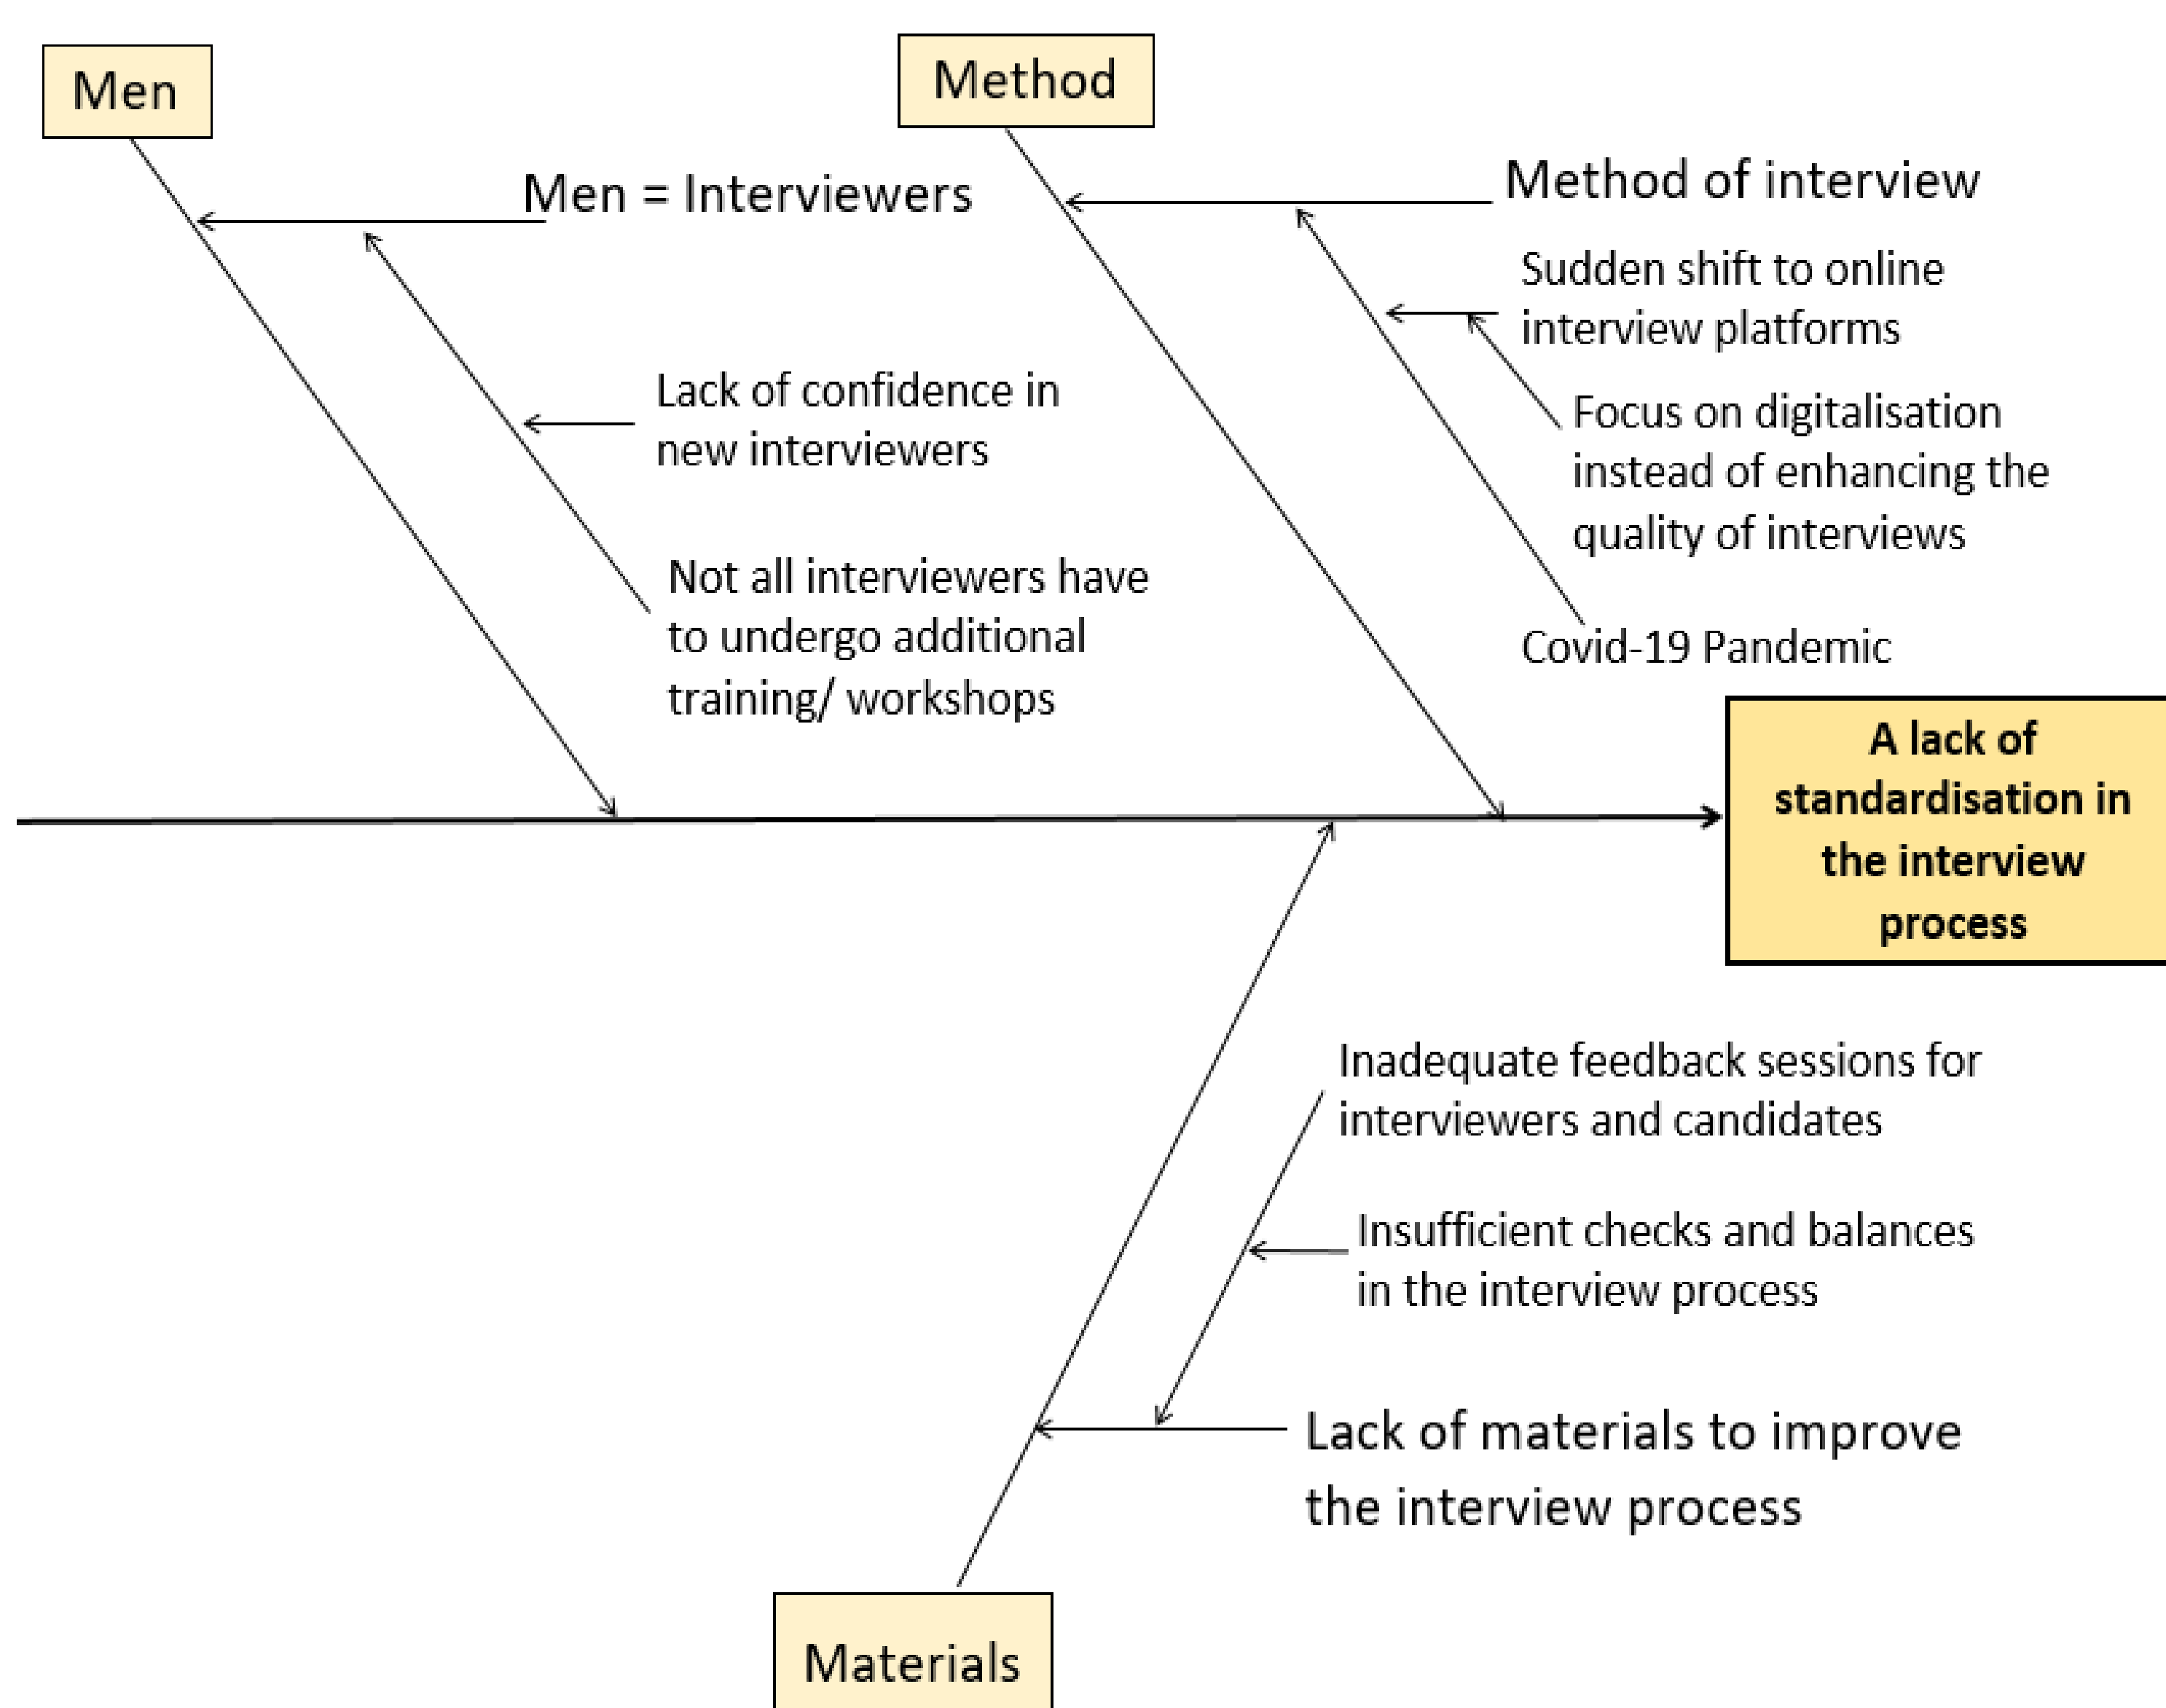 Men
Method
Men = Interviewers
Method of interview
Sudden shift to online
interview platforms
Lack of confidence in
new interviewers
Focus on digitalisation
instead of enhancing the
quality of interviews
Not all interviewers have
to undergo additional
training/ workshops
Covid-19 Pandemic
A lack of
standardisation in
the interview
process
Inadequate feedback sessions for
interviewers and candidates
Insufficient checks and balances
in the interview process
Lack of materials to improve
the interview process
Materials